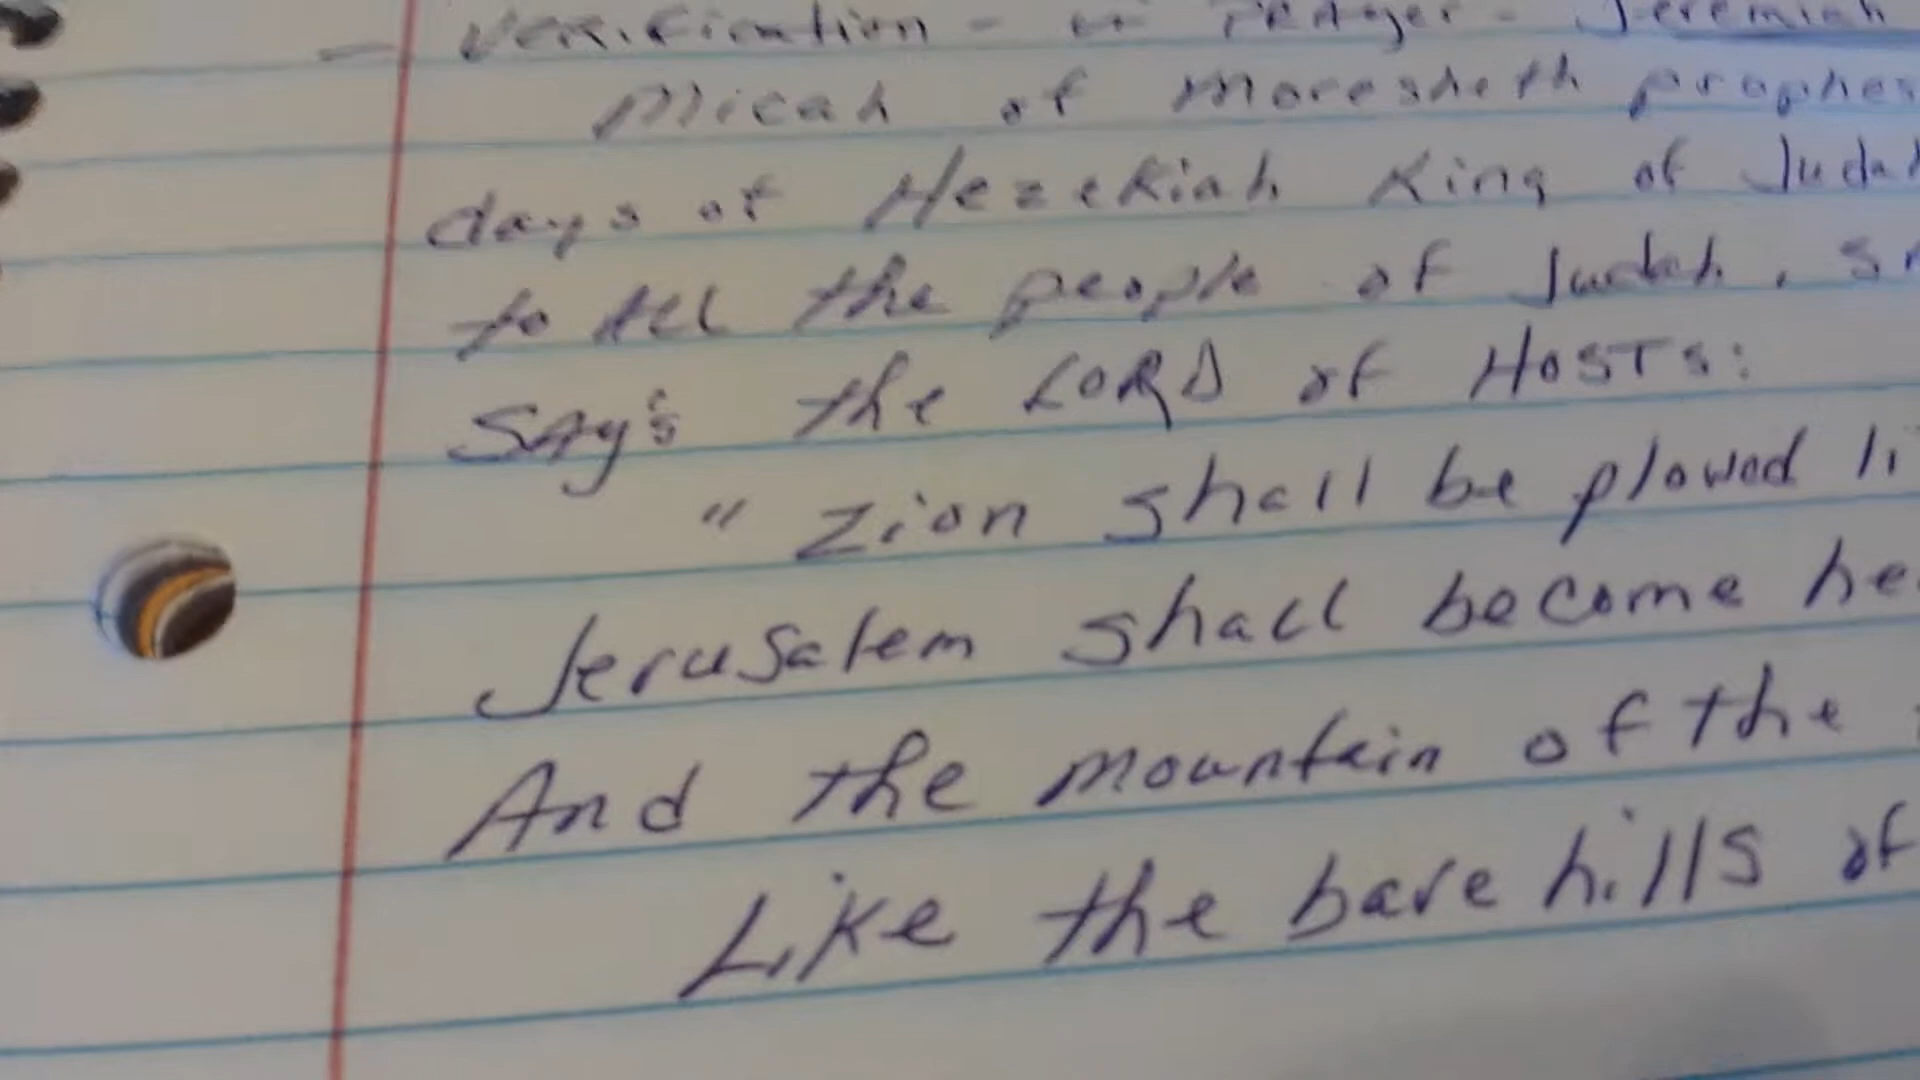 Verification - Jeremiah
Micah of Moresheth prophes
days of Hezekiah King of Judah
to All the people of Judah, s
SAy's the LORD of HOSTS:
" Zion shall be plowed li
Jerusalem shall become he
And the mountain of the
Like the bare hills of